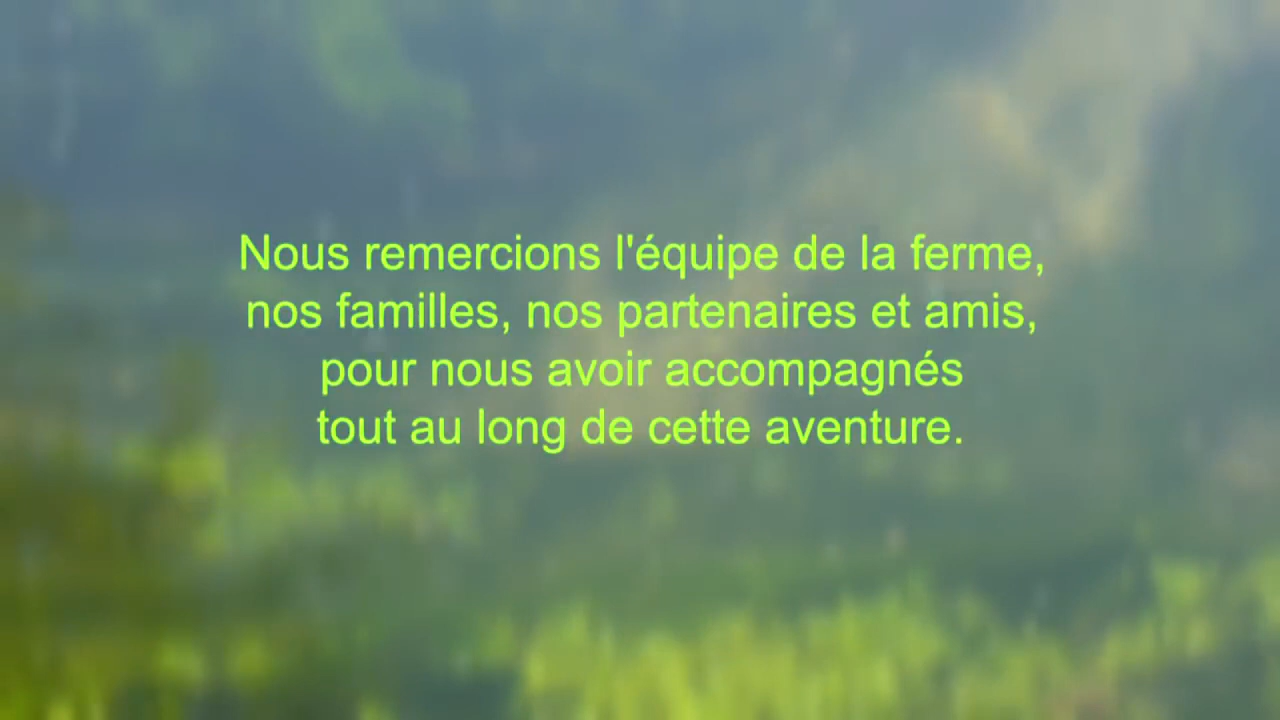 Nous remercions l'équipe de la ferme,
nos familles, nos partenaires et amis,
pour nous avoir accompagnés
tout au long de cette aventure.